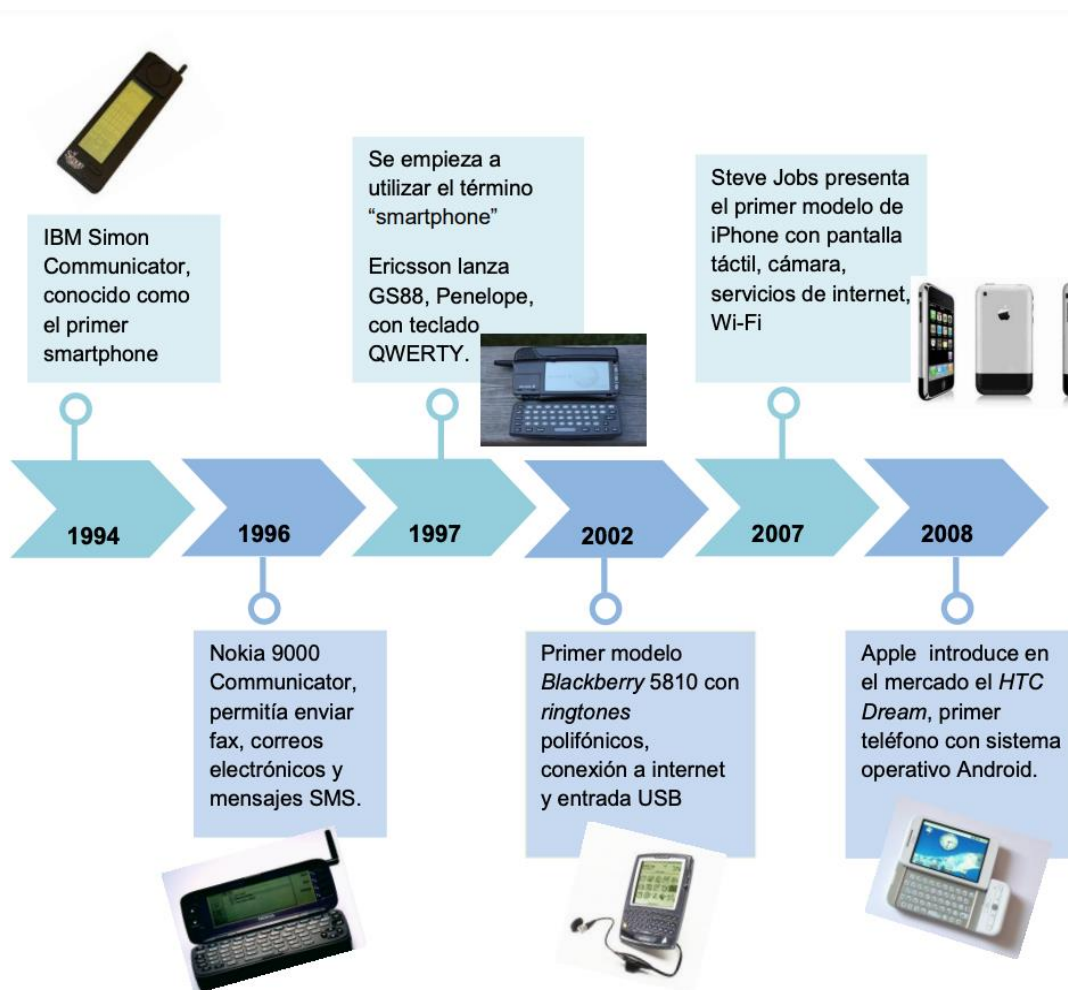 IBM Simon
Communicator,
conocido como
el primer
smartphone
Se empieza a
utilizar el término
“smartphone”
Ericsson lanza
GS88, Penelope,
con teclado
QWERTY.
Steve Jobs presenta
el primer modelo de
iPhone con pantalla
táctil, cámara,
servicios de internet,
Wi-Fi
1994
1996
1997
2002
2007
2008
Nokia 9000
Communicator,
permitía enviar
fax, correos
electrónicos y
mensajes SMS.
Primer modelo
Blackberry 5810 con
ringtones
polifónicos,
conexión a internet
y entrada USB
Apple introduce en
el mercado el HTC
Dream, primer
teléfono con sistema
operativo Android.